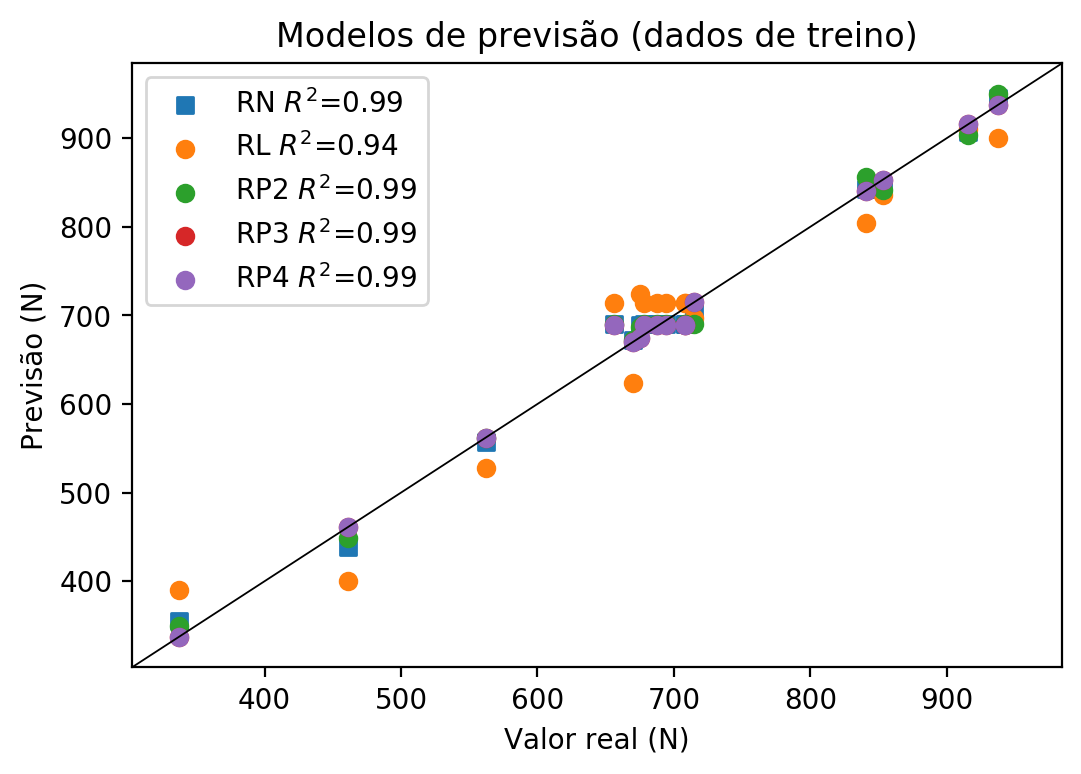 Modelos de previsão (dados de treino)
RN R²=0.99
RL R²=0.94
RP2 R²=0.99
RP3 R²=0.99
RP4 R²=0.99
Previsão (N)
900
800
700
600
500
400
400 500 600 700 800 900
Valor real (N)